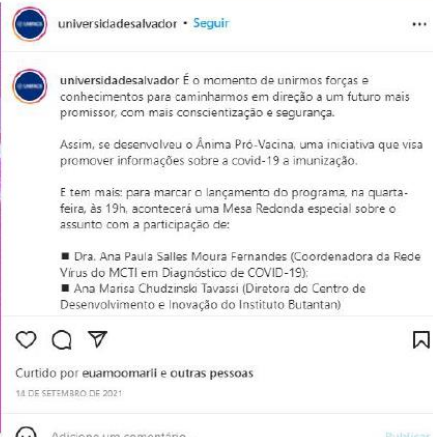 universidadesalvador • Seguir
universidadesalvador É o momento de unirmos forças e
conhecimentos para caminharmos em direção a um futuro mais
promissor, com mais conscientização e segurança.
Assim, se desenvolveu o Ânima Pró-Vacina, uma iniciativa que visa
promover informações sobre a covid-19 a imunização.
E tem mais: para marcar o lançamento do programa, na quarta-
feira, às 19h, acontecerá uma Mesa Redonda especial sobre o
assunto com a participação de:
■ Dra. Ana Paula Salles Moura Fernandes (Coordenadora da Rede
Vírus do MCTI em Diagnóstico de COVID-19);
■ Ana Marisa Chudzinski Tavassi (Diretora do Centro de
Desenvolvimento e Inovação do Instituto Butantan)
Curtido por euamoomarii e outras pessoas
14 DE SETEMBRO DE 2021
Adicione um comentário
Publicar